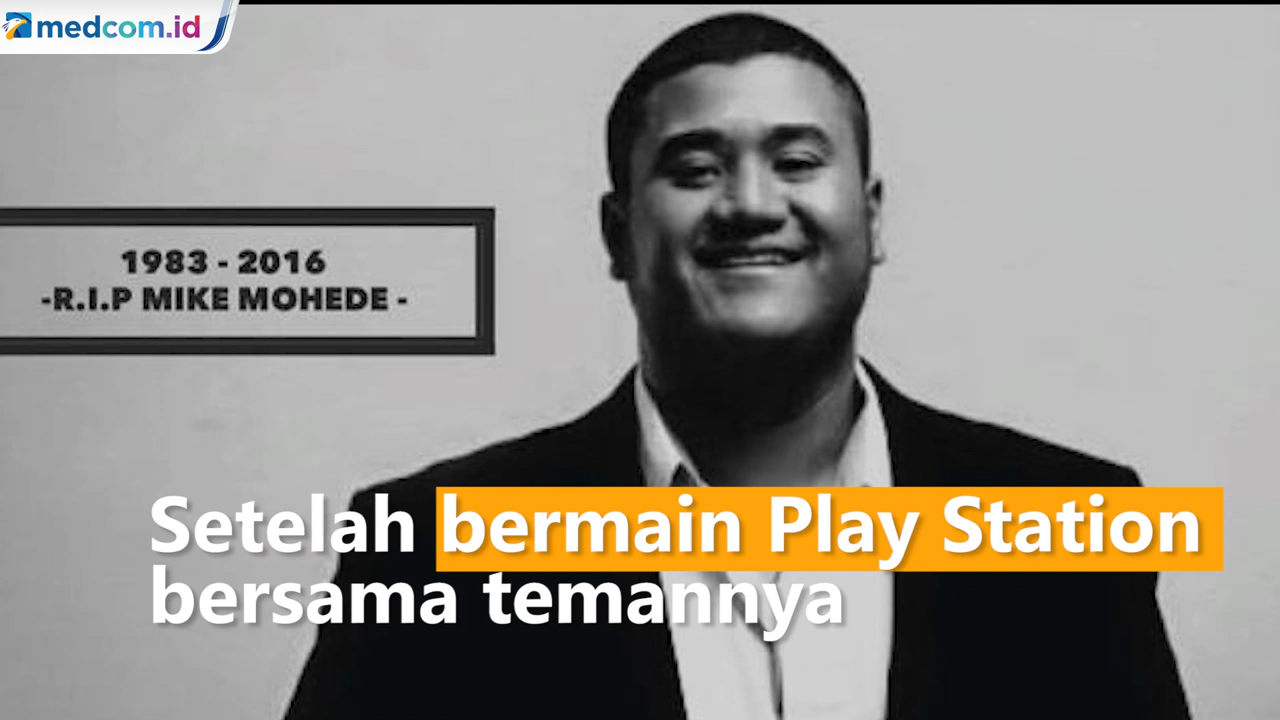 medcom.id
1983 - 2016
-R.I.P MIKE MOHEDE -
Setelah bermain Play Station
bersama temannya